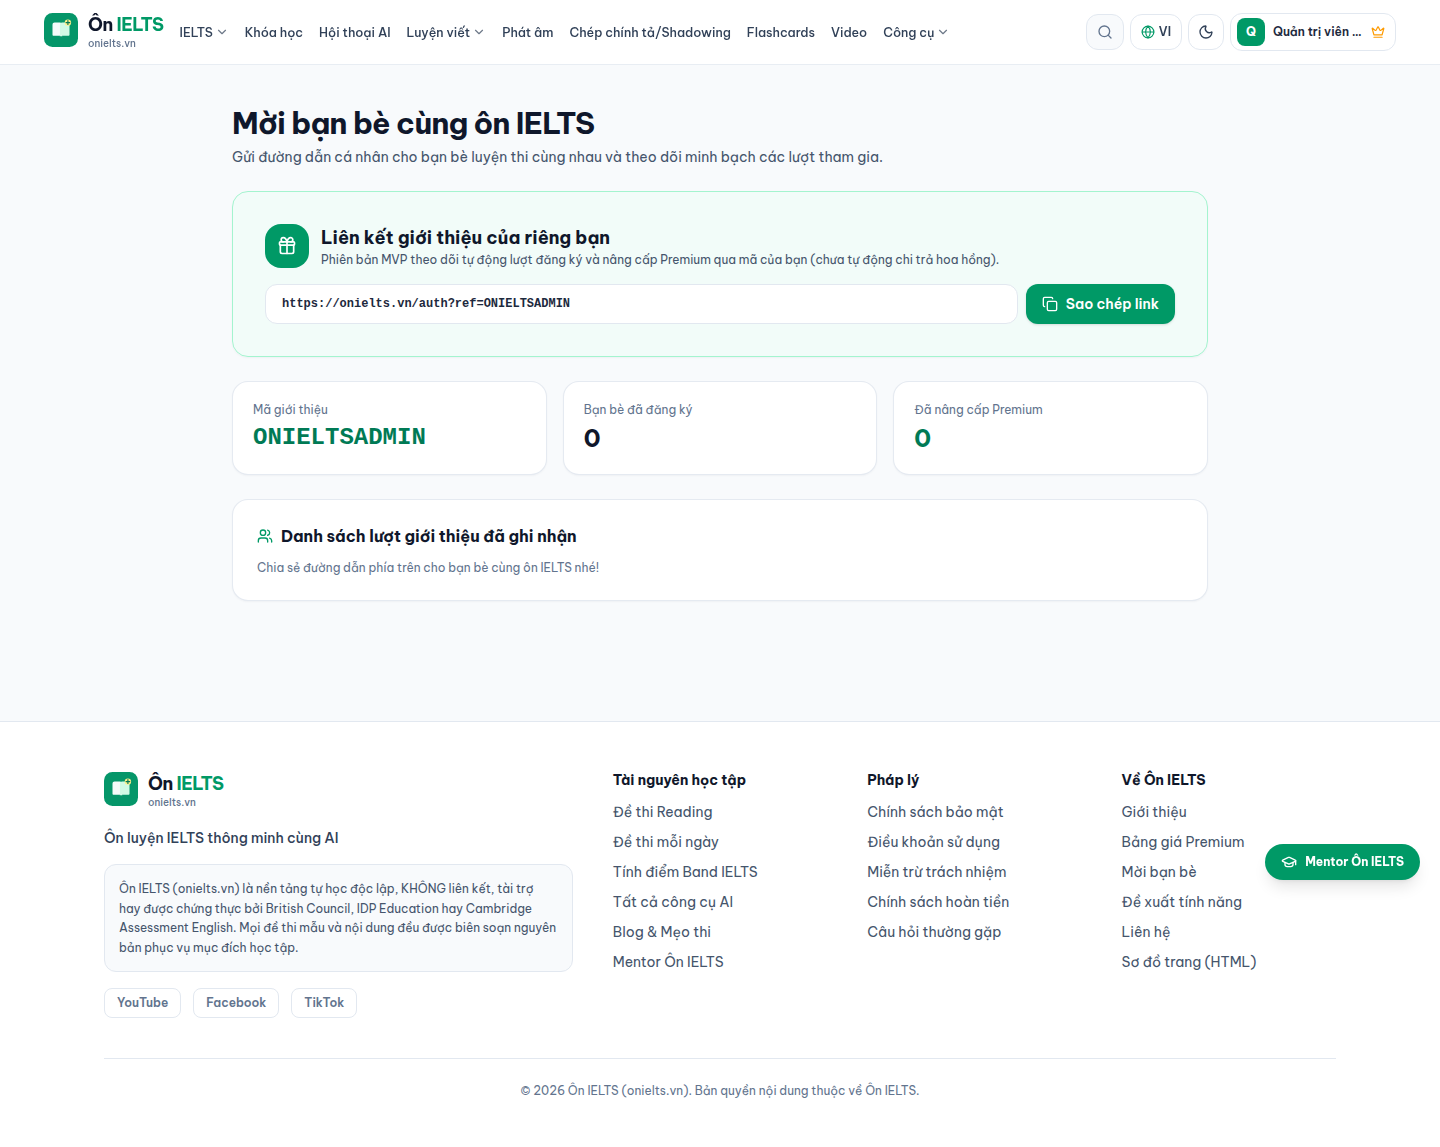 Ôn IELTS
onielts.vn
IELTS
Khóa học
Hội thoại AI
Luyện viết
Phát âm
Chép chính tả/Shadowing
Flashcards
Video
Công cụ
VI
Q
Quản trị viên ...
Mời bạn bè cùng ôn IELTS
Gửi đường dẫn cá nhân cho bạn bè luyện thi cùng nhau và theo dõi minh bạch các lượt tham gia.
Liên kết giới thiệu của riêng bạn
Phiên bản MVP theo dõi tự động lượt đăng ký và nâng cấp Premium qua mã của bạn (chưa tự động chi trả hoa hồng).
https://onielts.vn/auth?ref=ONIELTSADMIN
Sao chép link
Mã giới thiệu
ONIELTSADMIN
Bạn bè đã đăng ký
0
Đã nâng cấp Premium
0
Danh sách lượt giới thiệu đã ghi nhận
Chia sẻ đường dẫn phía trên cho bạn bè cùng ôn IELTS nhé!
Ôn IELTS
onielts.vn
Ôn luyện IELTS thông minh cùng AI
Ôn IELTS (onielts.vn) là nền tảng tự học độc lập, KHÔNG liên kết, tài trợ
hay được chứng thực bởi British Council, IDP Education hay Cambridge
Assessment English. Mọi đề thi mẫu và nội dung đều được biên soạn nguyên
bản phục vụ mục đích học tập.
YouTube
Facebook
TikTok
Tài nguyên học tập
Đề thi Reading
Đề thi mỗi ngày
Tính điểm Band IELTS
Tất cả công cụ AI
Blog & Mẹo thi
Mentor Ôn IELTS
Pháp lý
Chính sách bảo mật
Điều khoản sử dụng
Miễn trừ trách nhiệm
Chính sách hoàn tiền
Câu hỏi thường gặp
Về Ôn IELTS
Giới thiệu
Bảng giá Premium
Mời bạn bè
Đề xuất tính năng
Liên hệ
Sơ đồ trang (HTML)
Mentor Ôn IELTS
© 2026 Ôn IELTS (onielts.vn). Bản quyền nội dung thuộc về Ôn IELTS.